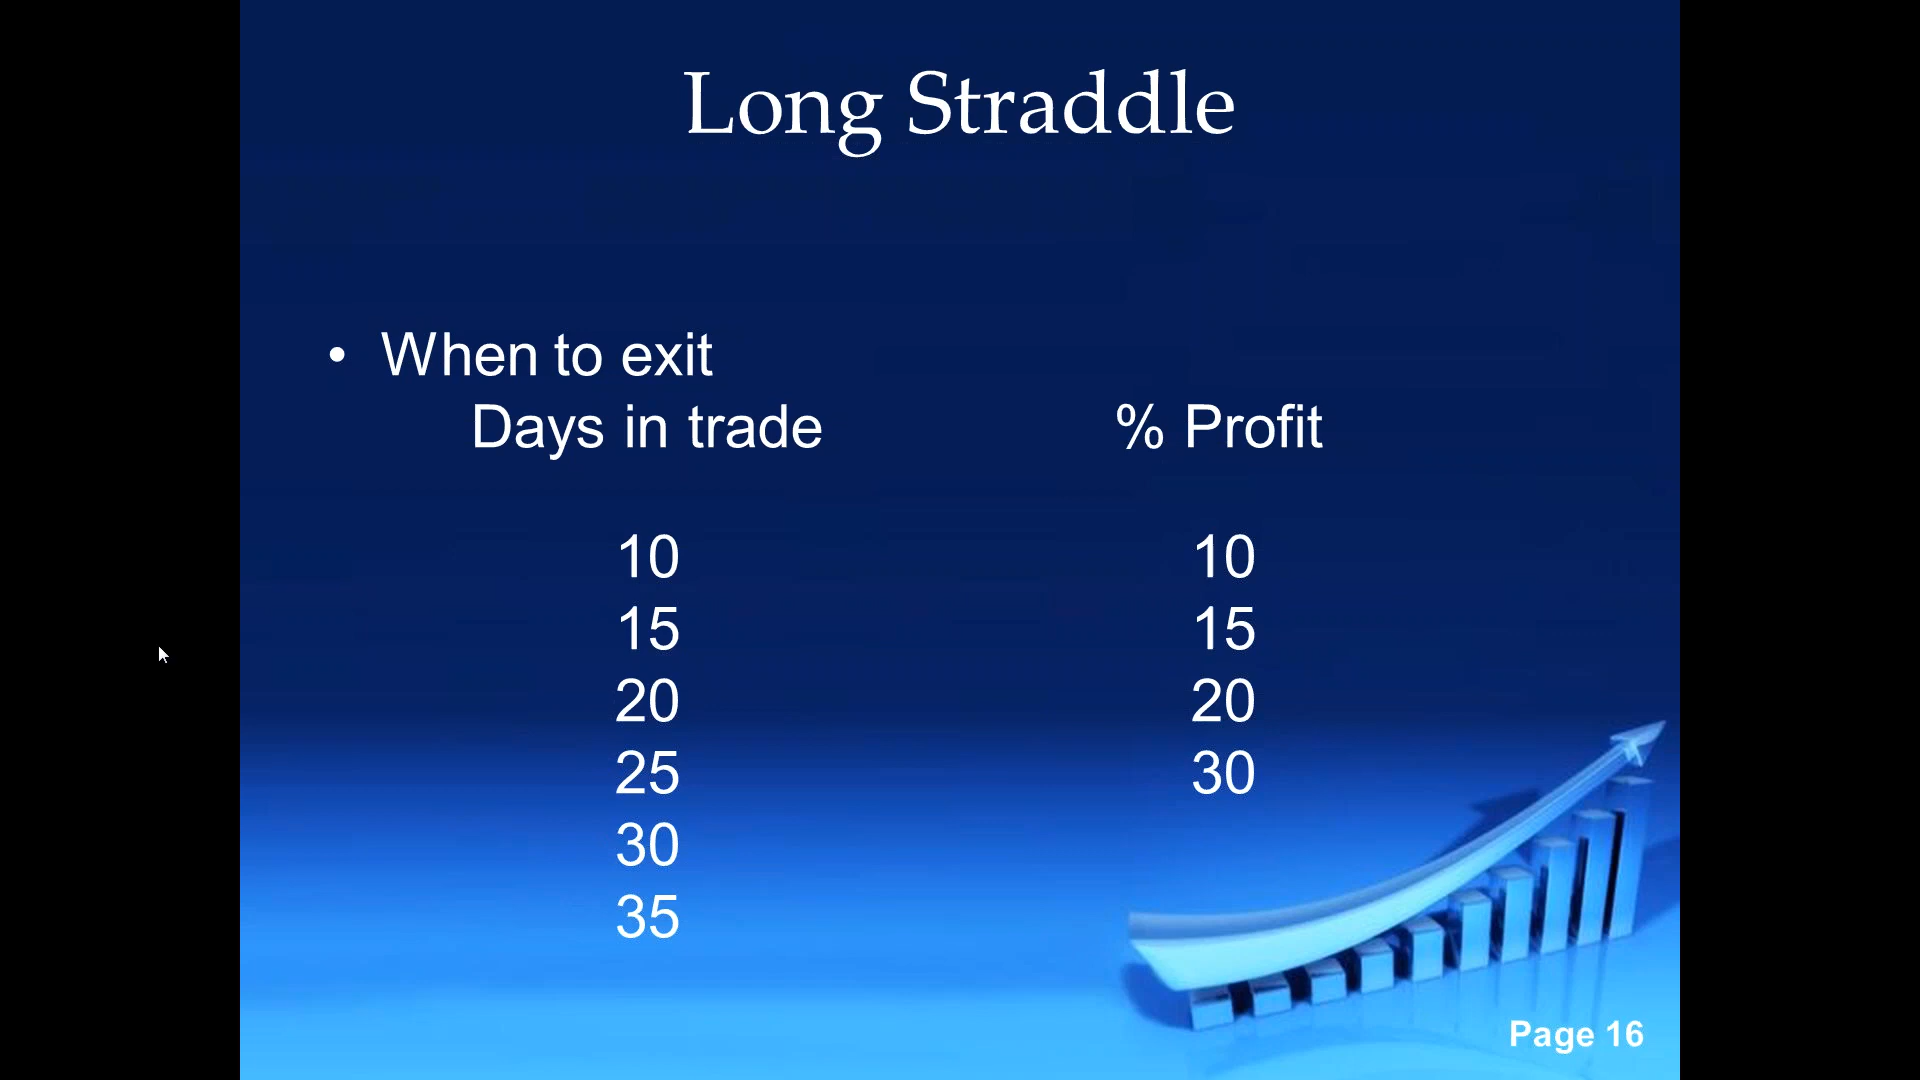 Long Straddle
• When to exit
Days in trade % Profit
10 10
15 15
20 20
25 30
30
35
Page 16